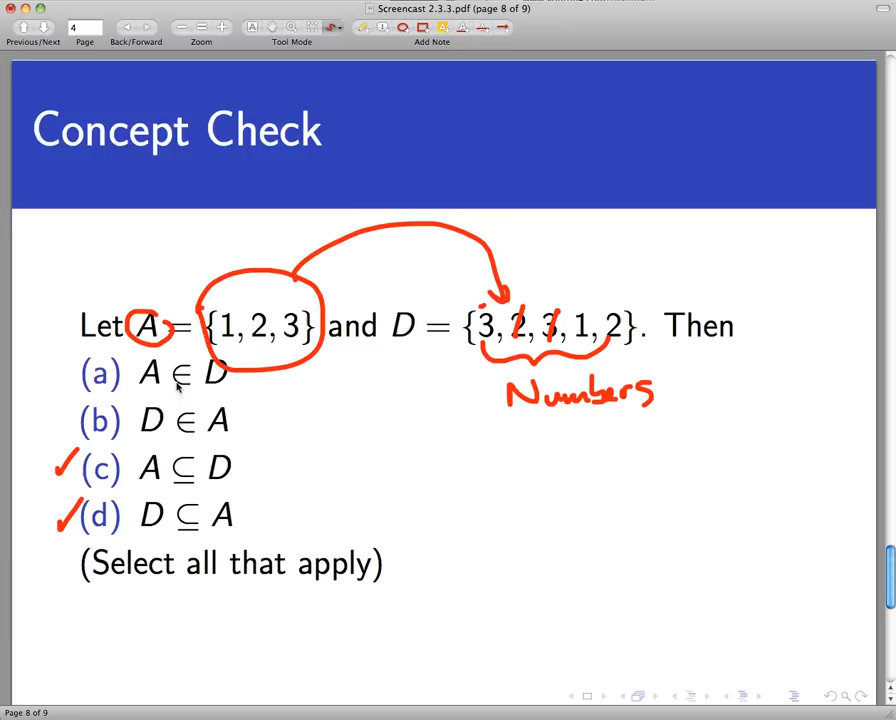 Screencast 2.3.3.pdf (page 8 of 9)
4
Previous/Next Page Back/Forward Zoom Tool Mode Add Note
Concept Check
Let A = {1, 2, 3} and D = {3, 2, 3, 1, 2}. Then
(a) A ∈ D
Numbers
(b) D ∈ A
(c) A ⊆ D
(d) D ⊆ A
(Select all that apply)
Page 8 of 9